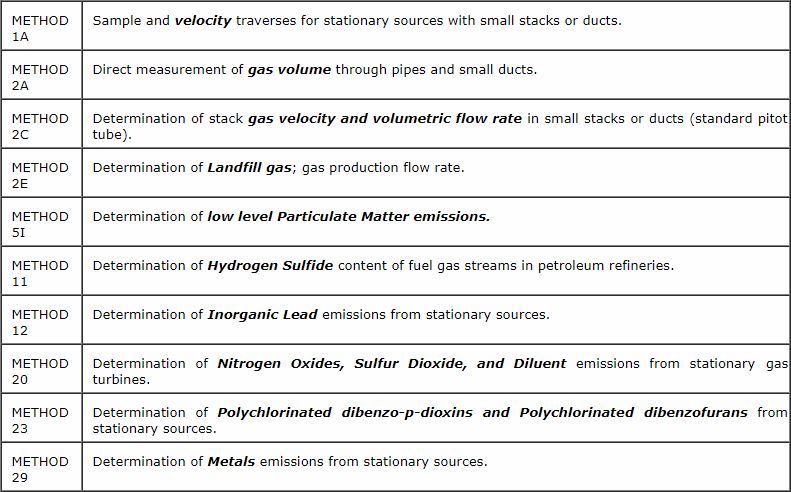 METHOD
1A
Sample and velocity traverses for stationary sources with small stacks or ducts.
METHOD
2A
Direct measurement of gas volume through pipes and small ducts.
METHOD
2C
Determination of stack gas velocity and volumetric flow rate in small stacks or ducts (standard pitot
tube).
METHOD
2E
Determination of Landfill gas; gas production flow rate.
METHOD
5I
Determination of low level Particulate Matter emissions.
METHOD
11
Determination of Hydrogen Sulfide content of fuel gas streams in petroleum refineries.
METHOD
12
Determination of Inorganic Lead emissions from stationary sources.
METHOD
20
Determination of Nitrogen Oxides, Sulfur Dioxide, and Diluent emissions from stationary gas
turbines.
METHOD
23
Determination of Polychlorinated dibenzo-p-dioxins and Polychlorinated dibenzofurans from
stationary sources.
METHOD
29
Determination of Metals emissions from stationary sources.